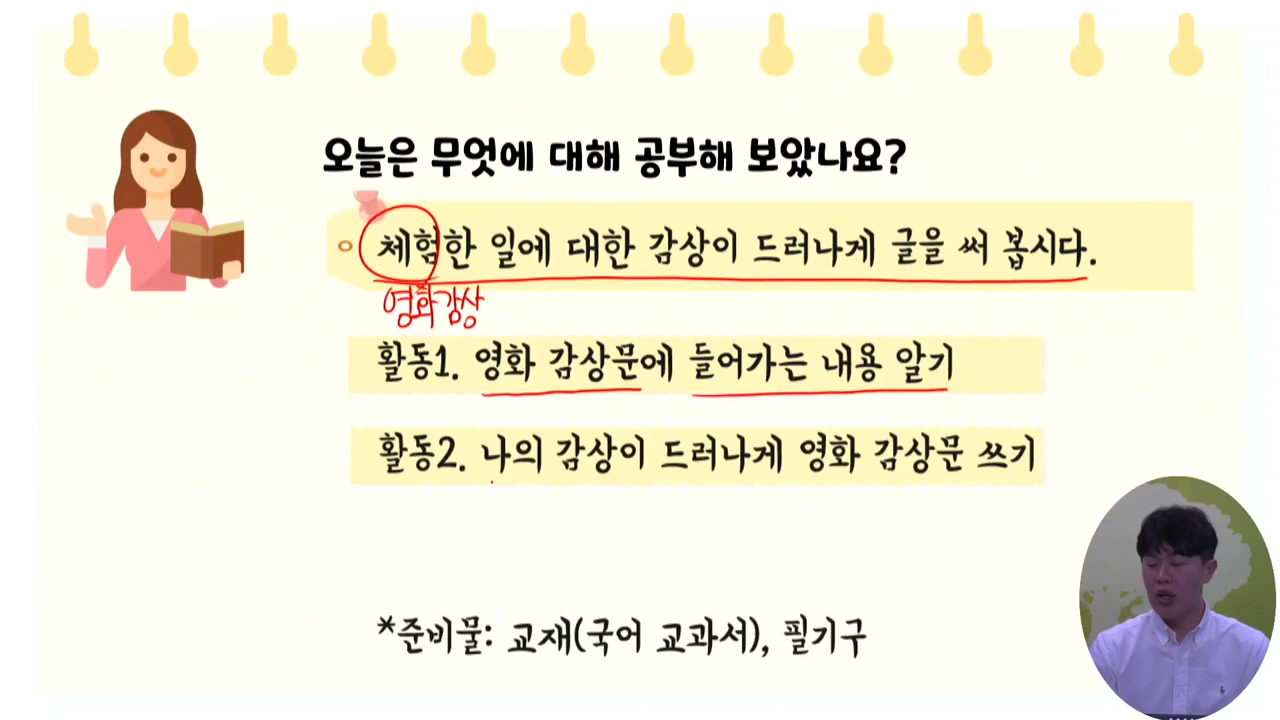 오늘은 무엇에 대해 공부해 보았나요?
체험한 일에 대한 감상이 드러나게 글을 써 봅시다.
영화감상
활동1. 영화 감상문에 들어가는 내용 알기
활동2. 나의 감상이 드러나게 영화 감상문 쓰기
*준비물: 교재(국어 교과서), 필기구